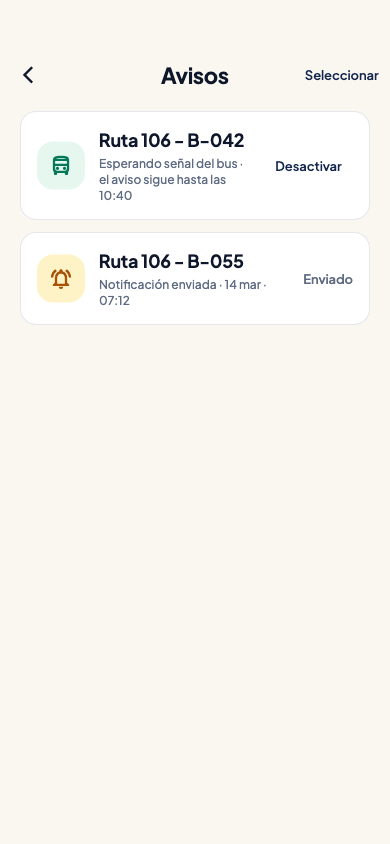 Avisos
Seleccionar
Ruta 106 – B-042
Esperando señal del bus ·
el aviso sigue hasta las
10:40
Desactivar
Ruta 106 – B-055
Notificación enviada · 14 mar ·
07:12
Enviado